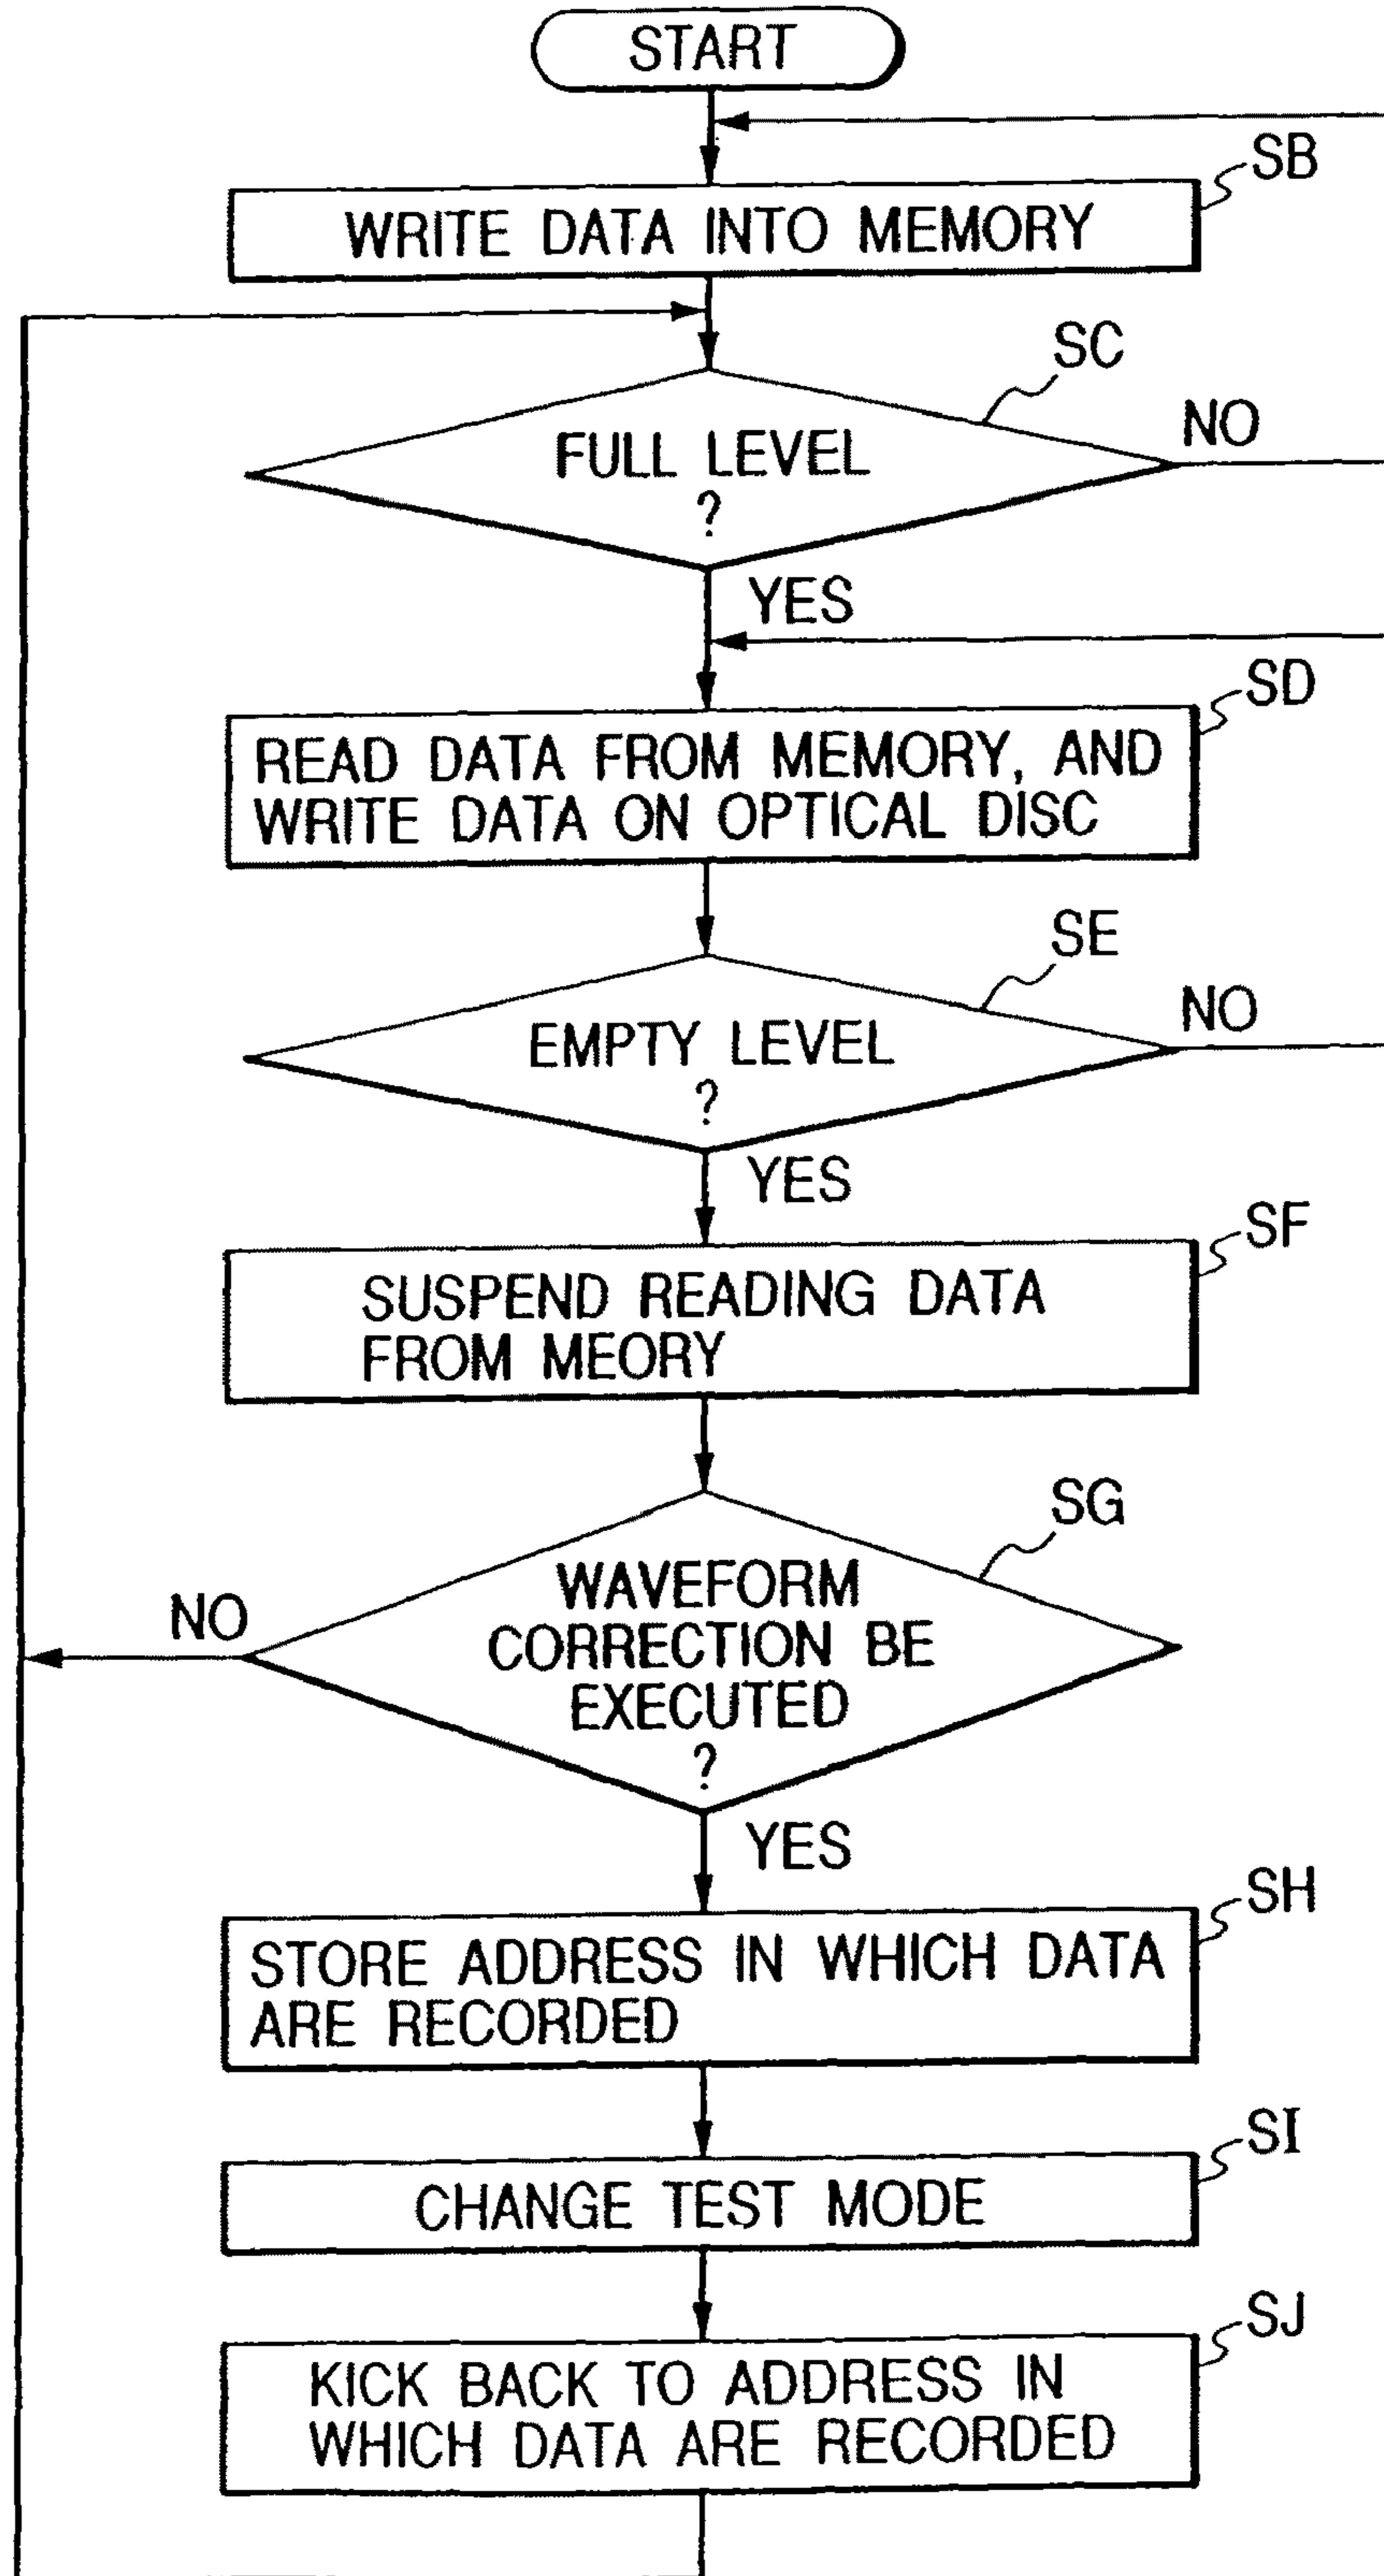 START
SB
WRITE DATA INTO MEMORY
SC
NO
FULL LEVEL
?
YES
SD
READ DATA FROM MEMORY, AND
WRITE DATA ON OPTICAL DISC
SE
NO
EMPTY LEVEL
?
YES
SF
SUSPEND READING DATA
FROM MEORY
SG
NO
WAVEFORM
CORRECTION BE
EXECUTED
?
YES
SH
STORE ADDRESS IN WHICH DATA
ARE RECORDED
SI
CHANGE TEST MODE
SJ
KICK BACK TO ADDRESS IN
WHICH DATA ARE RECORDED